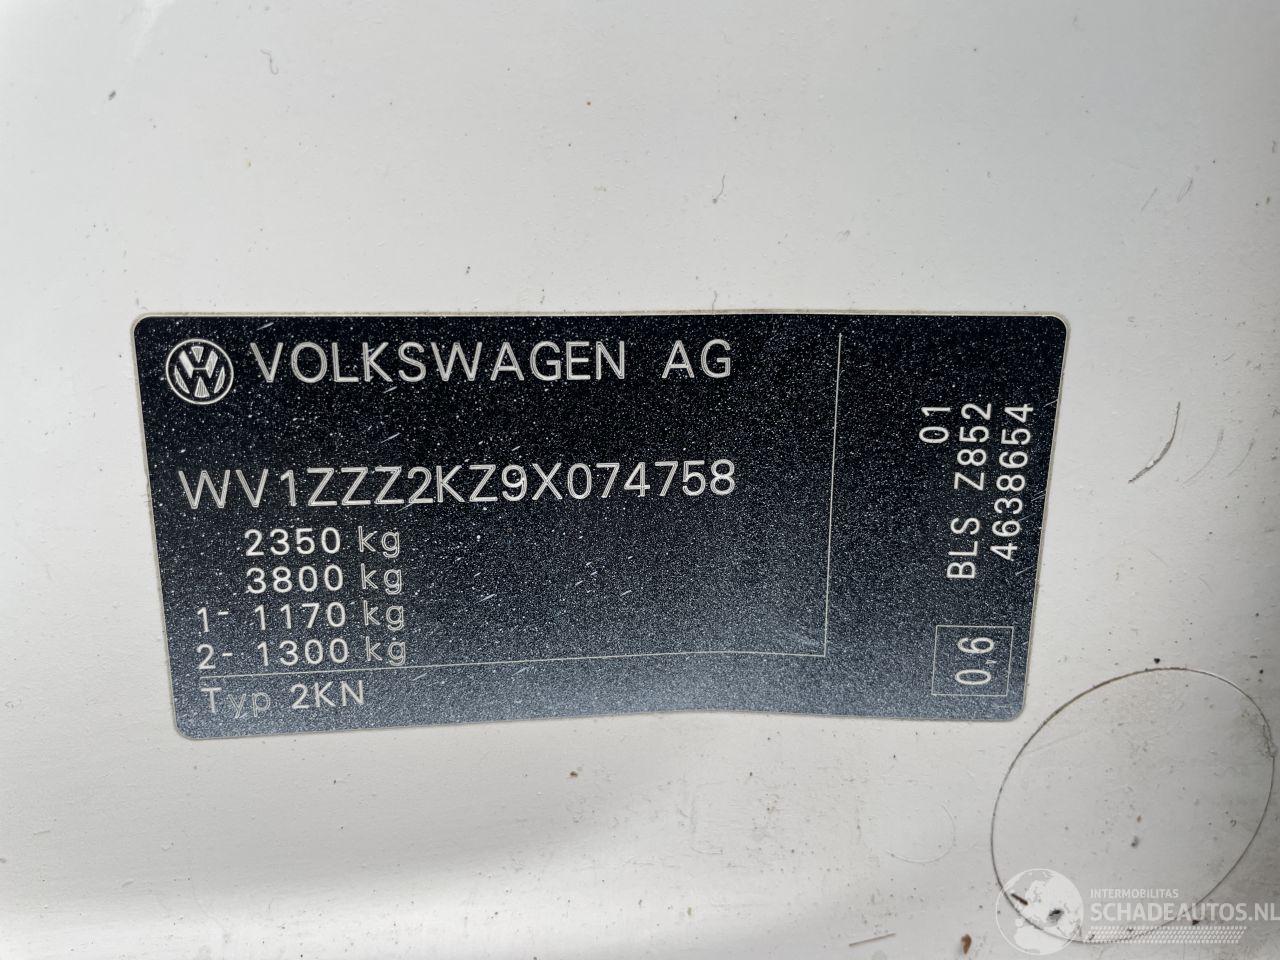 VOLKSWAGEN AG
WV1ZZZ2KZ9X074758
2350 kg
3800 kg
1- 1170 kg
2- 1300 kg
Typ 2KN
01
BLS Z852
4638654
0,6
INTERMOBILITAS
SCHADEAUTOS.NL